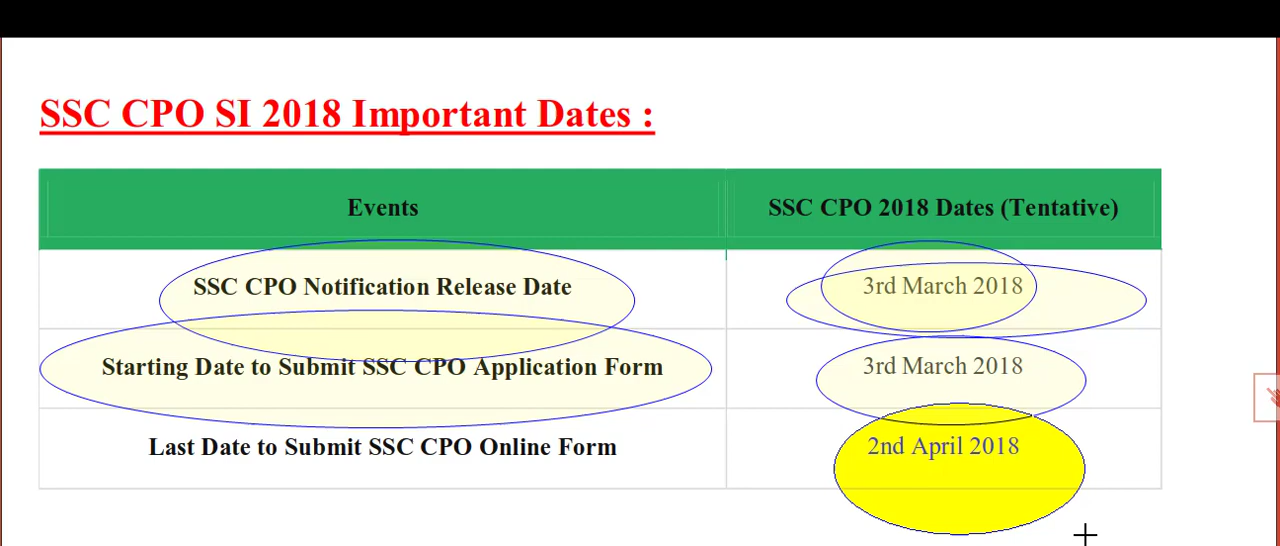 SSC CPO SI 2018 Important Dates :
Events SSC CPO 2018 Dates (Tentative)
SSC CPO Notification Release Date 3rd March 2018
Starting Date to Submit SSC CPO Application Form 3rd March 2018
Last Date to Submit SSC CPO Online Form 2nd April 2018